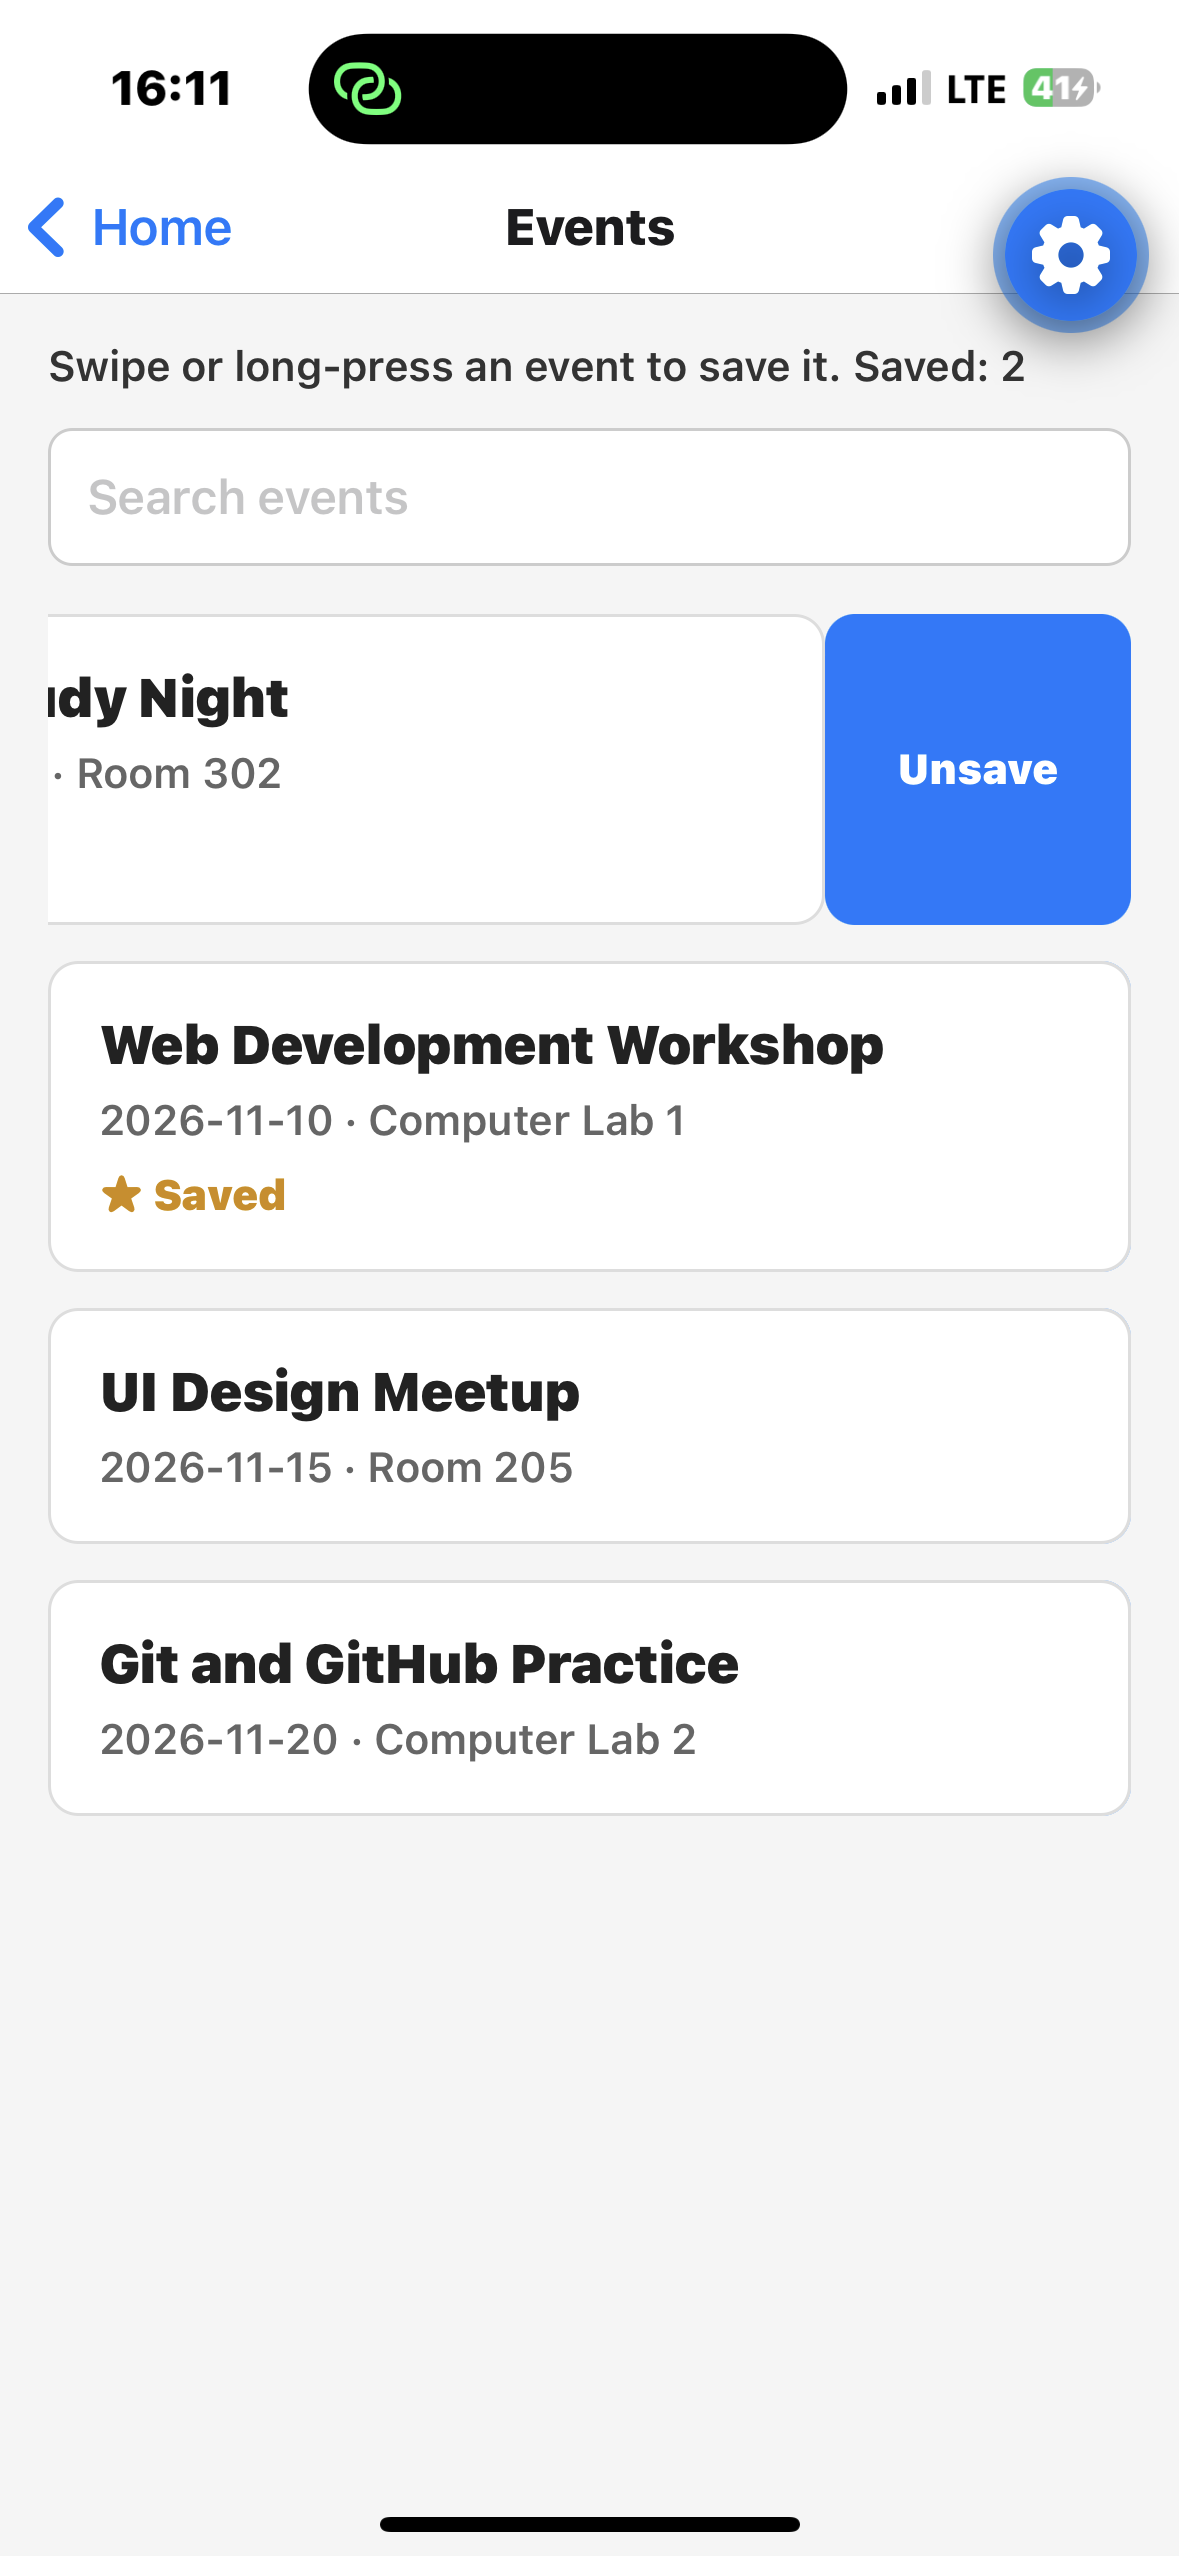 16:11 LTE 41
Home Events
Swipe or long-press an event to save it. Saved: 2
Search events
Night
· Room 302
Unsave
Web Development Workshop
2026-11-10 · Computer Lab 1
★ Saved
UI Design Meetup
2026-11-15 · Room 205
Git and GitHub Practice
2026-11-20 · Computer Lab 2